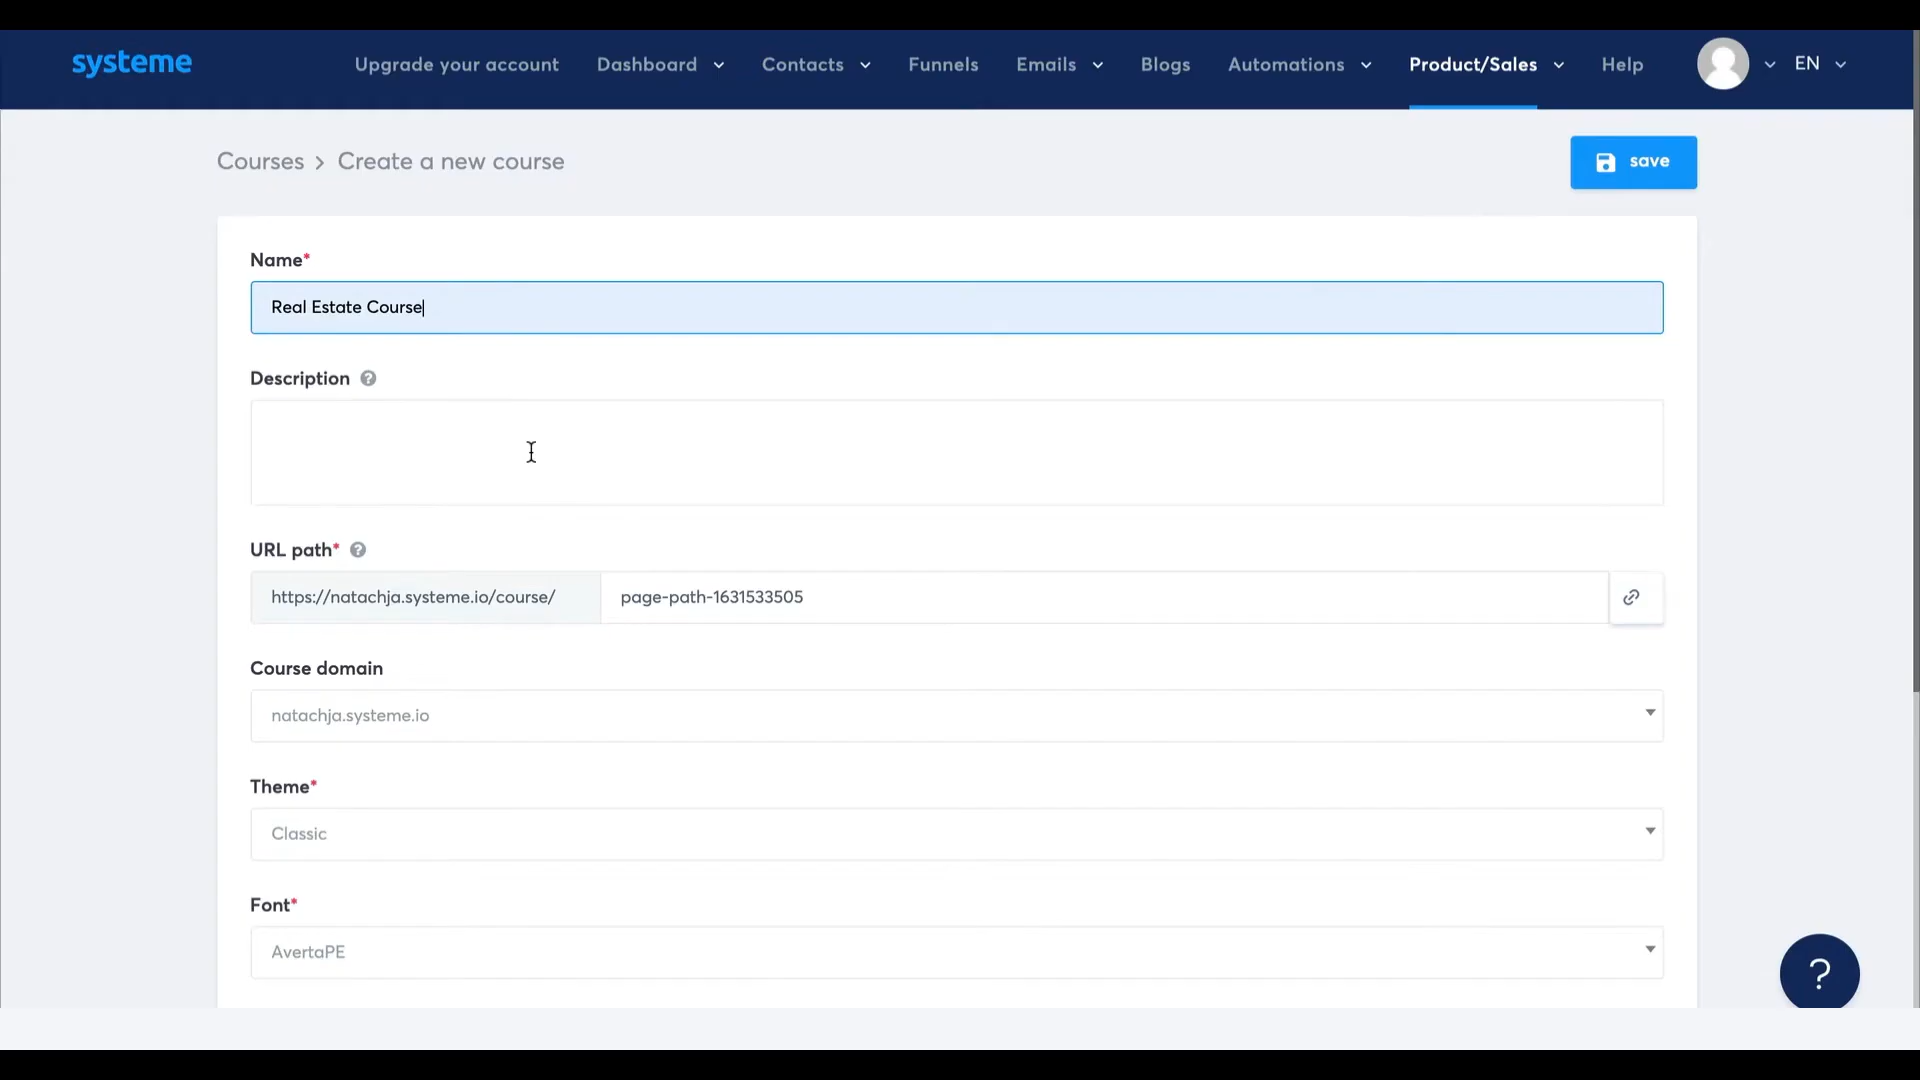 systeme
Upgrade your account Dashboard Contacts Funnels Emails Blogs Automations Product/Sales Help EN
Courses > Create a new course
save
Name*
Real Estate Course
Description ?
URL path* ?
https://natachja.systeme.io/course/ page-path-1631533505
Course domain
natachja.systeme.io
Theme*
Classic
Font*
AvertaPE
?